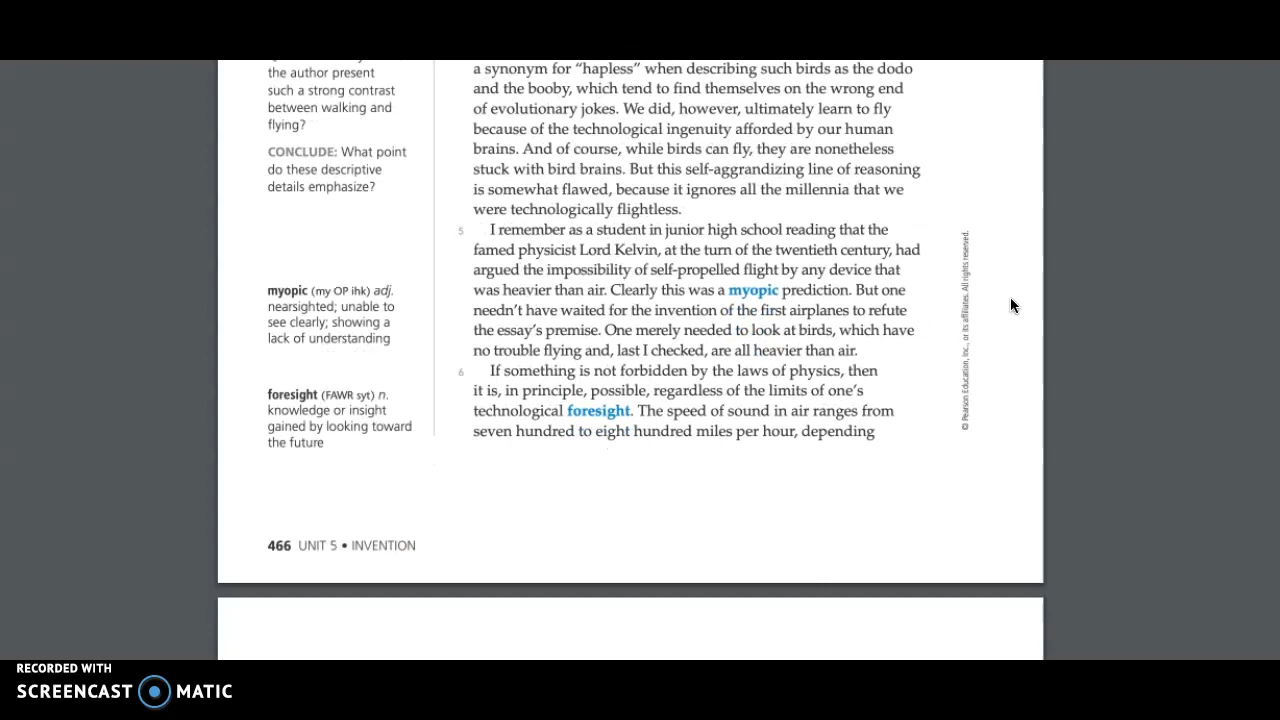 the author present
such a strong contrast
between walking and
flying?
CONCLUDE: What point
do these descriptive
details emphasize?
myopic (my OP ihk) adj.
nearsighted; unable to
see clearly; showing a
lack of understanding
foresight (FAWR syt) n.
knowledge or insight
gained by looking toward
the future
a synonym for “hapless” when describing such birds as the dodo
and the booby, which tend to find themselves on the wrong end
of evolutionary jokes. We did, however, ultimately learn to fly
because of the technological ingenuity afforded by our human
brains. And of course, while birds can fly, they are nonetheless
stuck with bird brains. But this self-aggrandizing line of reasoning
is somewhat flawed, because it ignores all the millennia that we
were technologically flightless.
5 I remember as a student in junior high school reading that the
famed physicist Lord Kelvin, at the turn of the twentieth century, had
argued the impossibility of self-propelled flight by any device that
was heavier than air. Clearly this was a myopic prediction. But one
needn’t have waited for the invention of the first airplanes to refute
the essay’s premise. One merely needed to look at birds, which have
no trouble flying and, last I checked, are all heavier than air.
6 If something is not forbidden by the laws of physics, then
it is, in principle, possible, regardless of the limits of one’s
technological foresight. The speed of sound in air ranges from
seven hundred to eight hundred miles per hour, depending
© Pearson Education, Inc., or its affiliates. All rights reserved.
466 UNIT 5 • INVENTION
RECORDED WITH
SCREENCAST MATIC